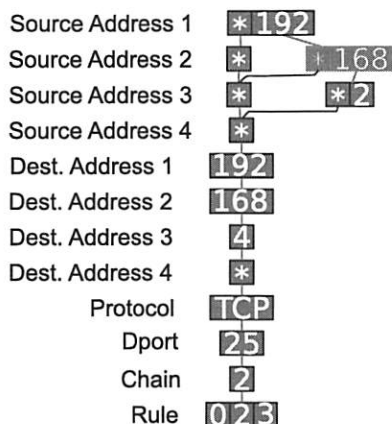 Source Address 1 * 192
Source Address 2 * * 168
Source Address 3 * * 2
Source Address 4 *
Dest. Address 1 192
Dest. Address 2 168
Dest. Address 3 4
Dest. Address 4 *
Protocol TCP
Dport 25
Chain 2
Rule 0 2 3